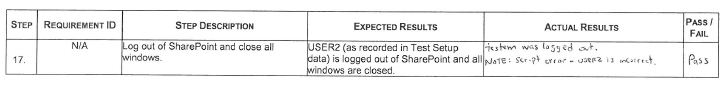 STEP REQUIREMENT ID STEP DESCRIPTION EXPECTED RESULTS ACTUAL RESULTS PASS / FAIL
17. N/A Log out of SharePoint and close all windows.
USER2 (as recorded in Test Setup
data) is logged out of SharePoint and all
windows are closed.
was logged out.
NOTE: Script error - USER2 is incorrect.
Pass